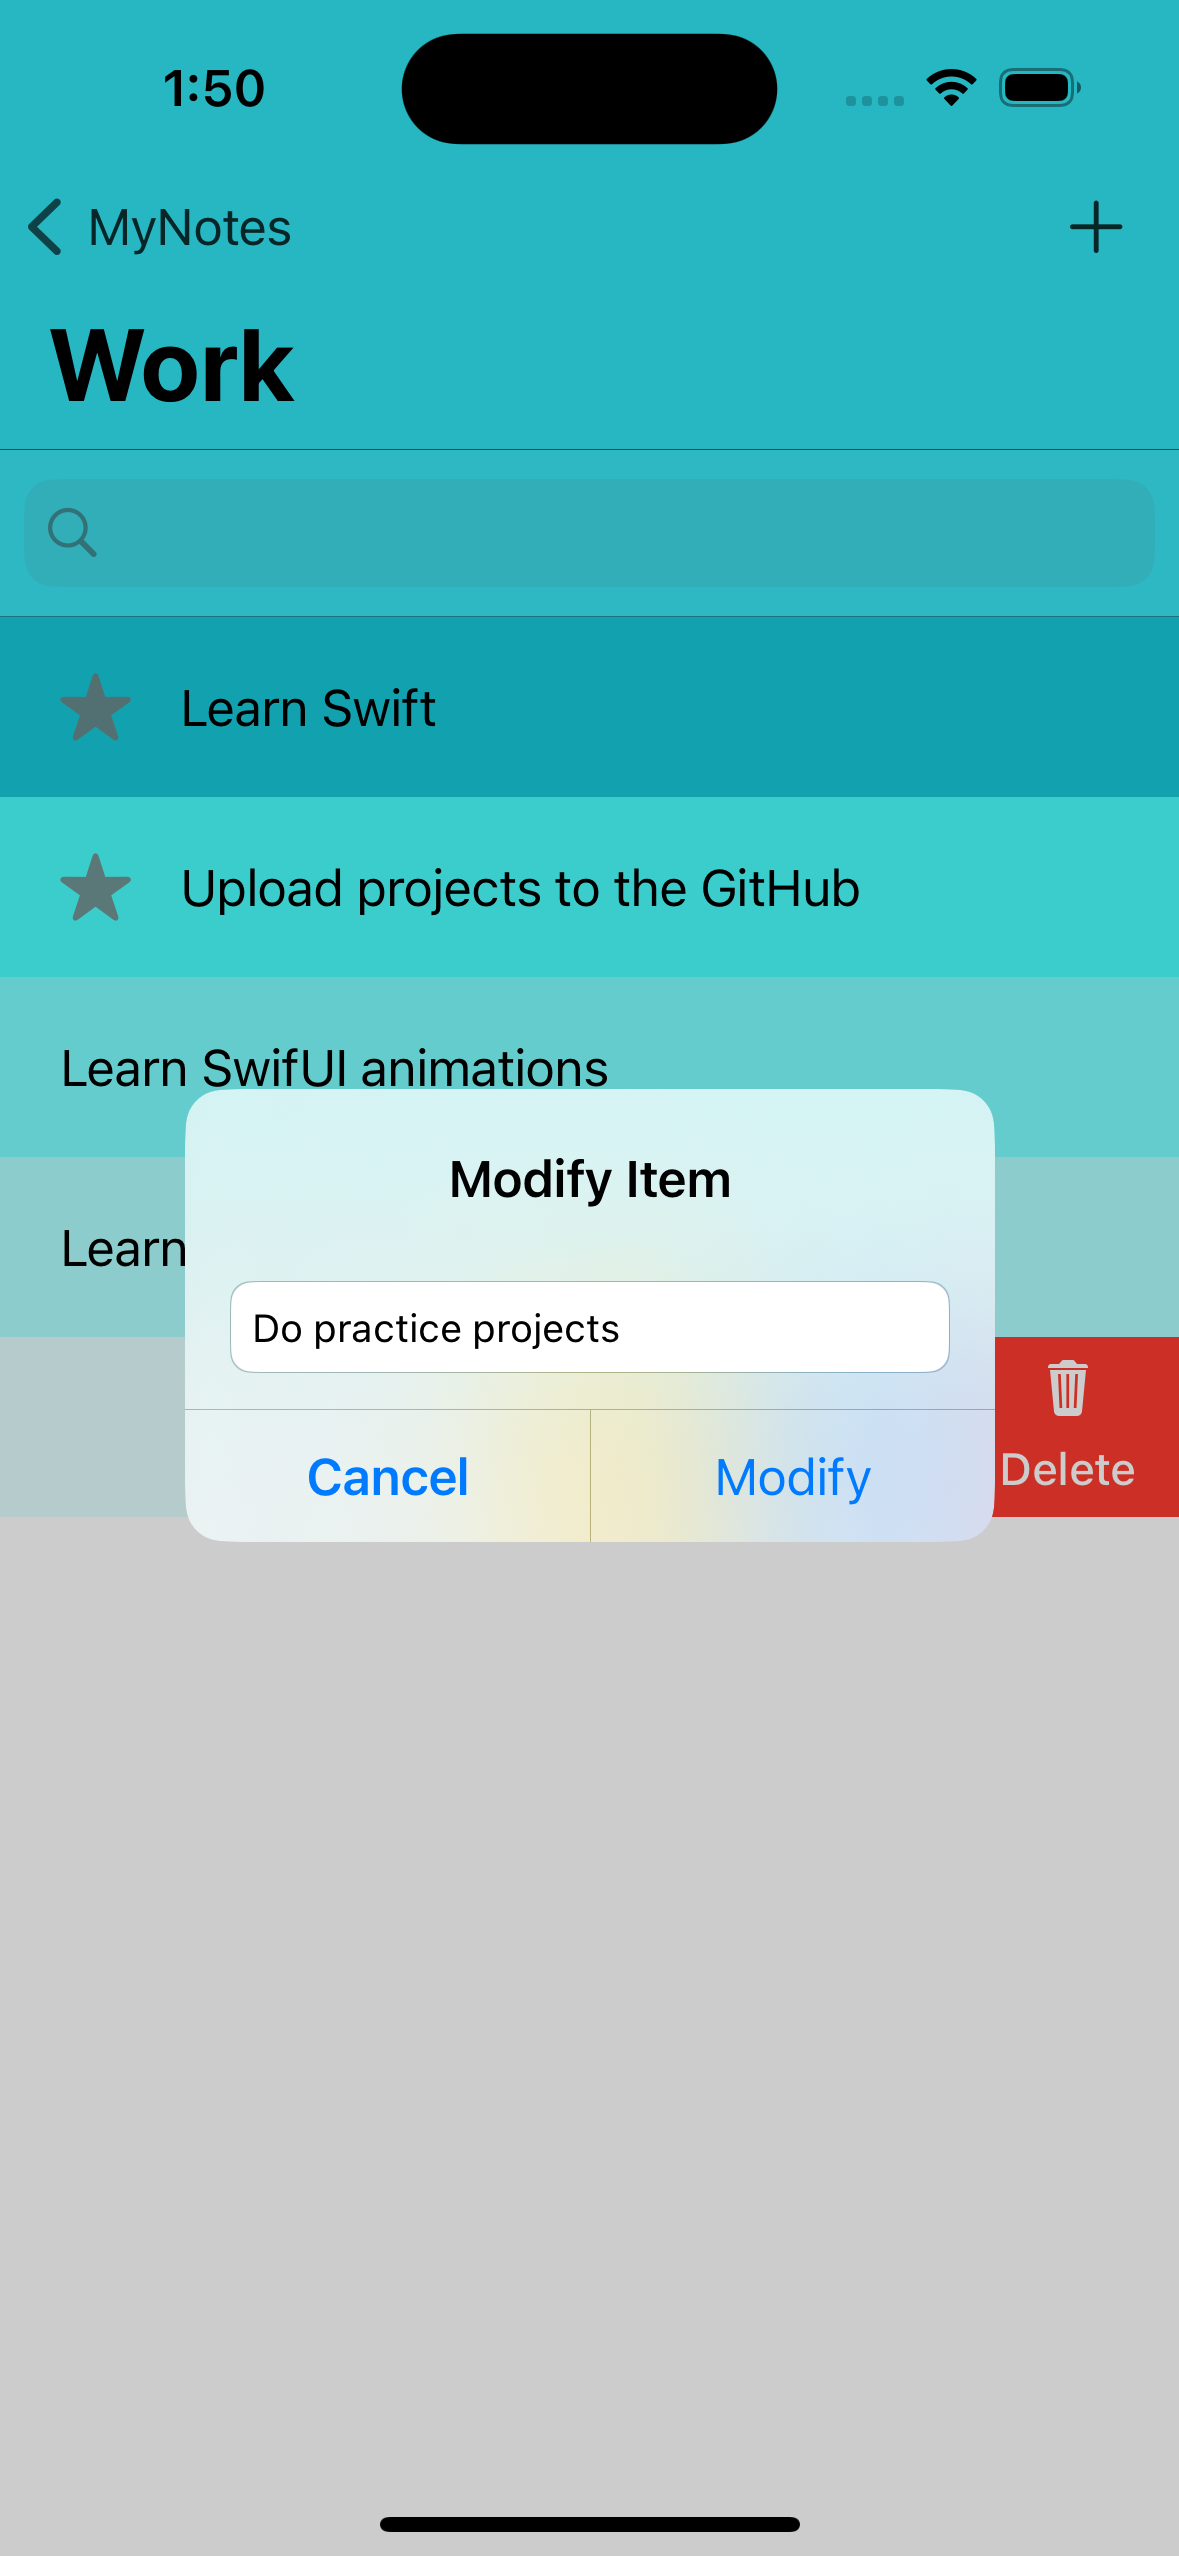 1:50
MyNotes
Work
Learn Swift
Upload projects to the GitHub
Learn SwifUI animations
Modify Item
Learn
Do practice projects
Cancel
Modify
Delete